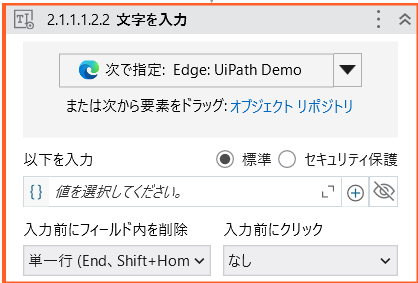 2.1.1.1.2.2 文字を入力
次で指定: Edge: UiPath Demo
または次から要素をドラッグ: オブジェクト リポジトリ
以下を入力 標準 セキュリティ保護
{} 値を選択してください。
入力前にフィールド内を削除 入力前にクリック
単一行 (End、Shift+Hom なし